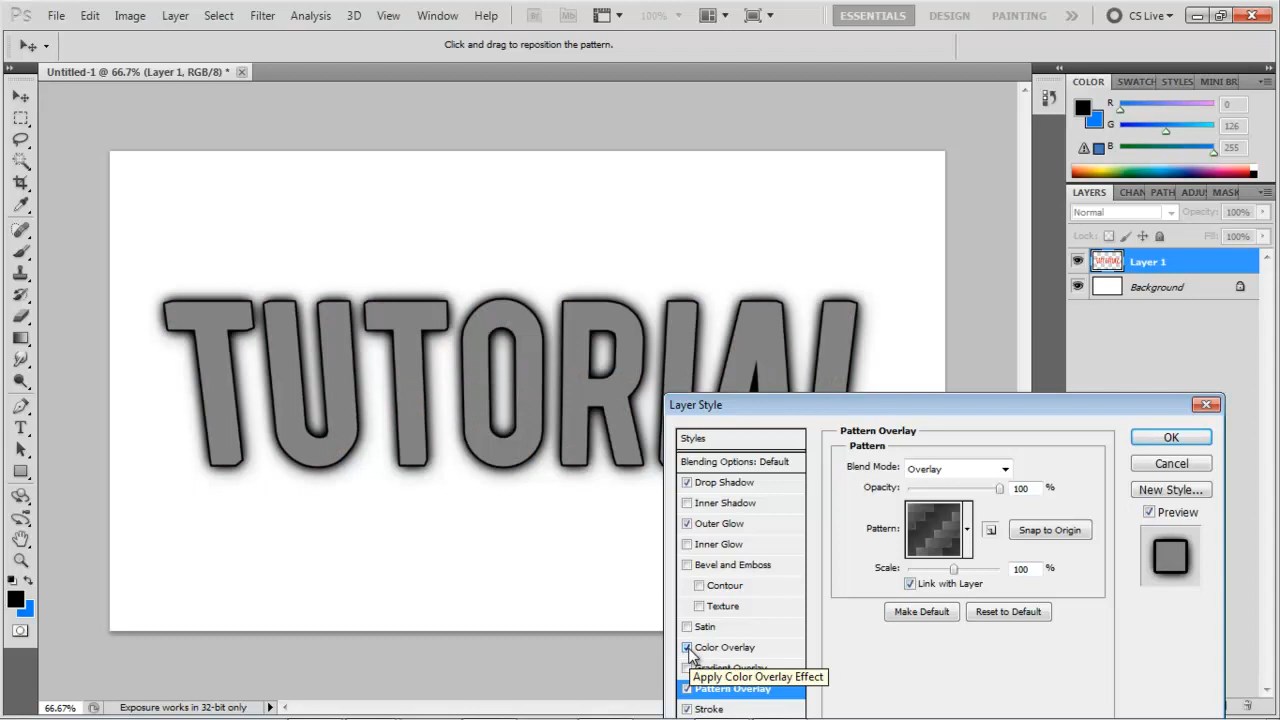 Ps File Edit Image Layer Select Filter Analysis 3D View Window Help Br Mb 100% ESSENTIALS DESIGN PAINTING CS Live
Click and drag to reposition the pattern.
Untitled-1 @ 66.7% (Layer 1, RGB/8) *
COLOR SWATCH STYLES MINI BR
R 0
G 126
B 255
LAYERS CHAN PATH ADJU MASK
Normal Opacity: 100%
Lock: Fill: 100%
Layer 1
Background
TUTORIAL
Layer Style
Styles
Blending Options: Default
Drop Shadow
Inner Shadow
Outer Glow
Inner Glow
Bevel and Emboss
Contour
Texture
Satin
Color Overlay
Gradient Overlay
Apply Color Overlay Effect
Pattern Overlay
Stroke
Pattern Overlay
Pattern
Blend Mode: Overlay
Opacity: 100 %
Pattern: Snap to Origin
Scale: 100 %
Link with Layer
Make Default Reset to Default
OK
Cancel
New Style...
Preview
66.67% Exposure works in 32-bit only